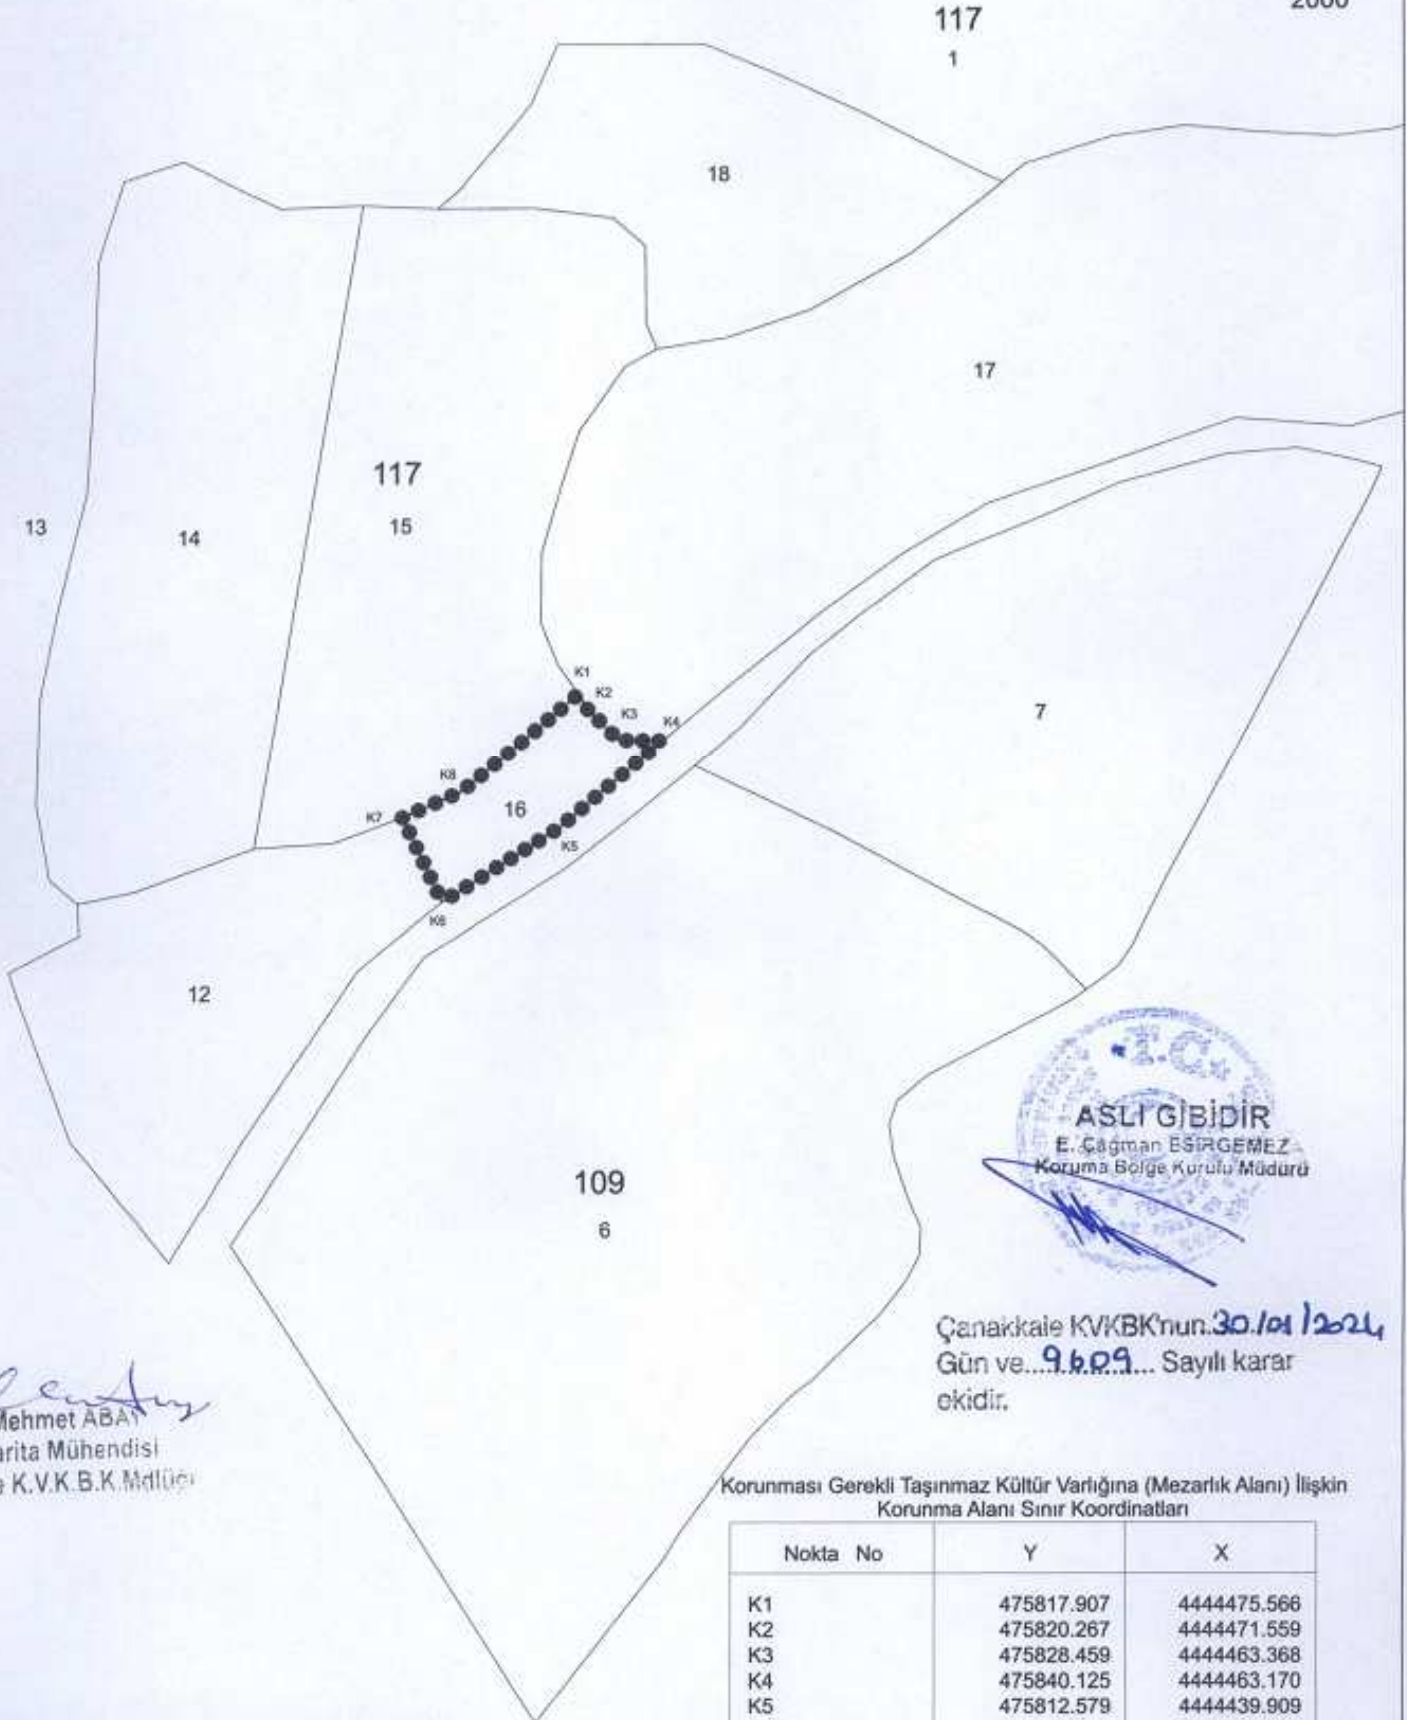 2000
117
1
18
17
117
13
14
15
K1
K2
K3
K4
7
K8
16
K7
K5
K6
12
T.C.
ASLI GİBİDİR
E. Çağman ESİRGEMEZ
Koruma Bölge Kurulu Müdürü
109
6
Çanakkale KVKBK'nun 30/01/2024
Gün ve...9609... Sayılı karar
ekidir.
Mehmet ABAY
arita Mühendisi
e K.V.K.B.K.Mdlüğü
Korunması Gerekli Taşınmaz Kültür Varlığına (Mezarlık Alanı) İlişkin
Korunma Alanı Sınır Koordinatları
Nokta No Y X
K1 475817.907 4444475.566
K2 475820.267 4444471.559
K3 475828.459 4444463.368
K4 475840.125 4444463.170
K5 475812.579 4444439.909